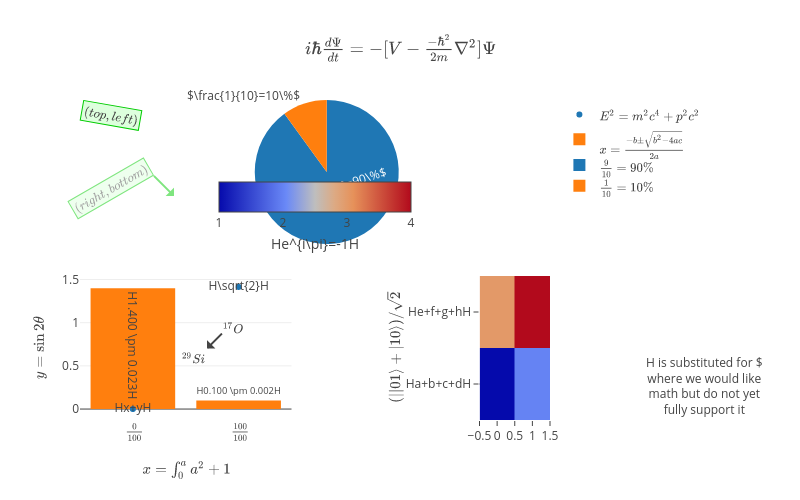 iħ dΨ/dt = −[V − −ħ²/2m ∇²]Ψ
(top, left)
$\frac{1}{10}=10\%$
=90\%$
(right, bottom)
E² = m²c⁴ + p²c²
x = −b±√(b²−4ac)/2a
9/10 = 90%
1/10 = 10%
1 2 3 4
He^{i\pi}=-1H
1.5
1
0.5
0
y = sin 2θ
H1.400 \pm 0.023H
Hx+yH
H\sqrt{2}H
¹⁷O
²⁹Si
H0.100 \pm 0.002H
0/100
100/100
x = ∫₀ᵃ a² + 1
(|01⟩ + |10⟩)/√2
He+f+g+hH
Ha+b+c+dH
−0.5 0 0.5 1 1.5
H is substituted for $
where we would like
math but do not yet
fully support it